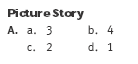 Picture Story
A. a. 3 b. 4
c. 2 d. 1